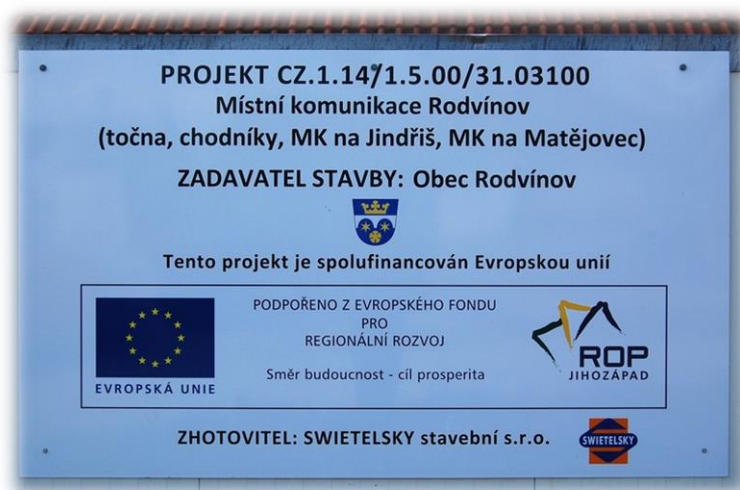 PROJEKT CZ.1.14/1.5.00/31.03100
Místní komunikace Rodvínov
(točna, chodníky, MK na Jindřiš, MK na Matějovec)
ZADAVATEL STAVBY: Obec Rodvínov
Tento projekt je spolufinancován Evropskou unií
EVROPSKÁ UNIE
PODPOŘENO Z EVROPSKÉHO FONDU
PRO
REGIONÁLNÍ ROZVOJ
Směr budoucnost - cíl prosperita
ROP
JIHOZÁPAD
ZHOTOVITEL: SWIETELSKY stavební s.r.o.
SWIETELSKY